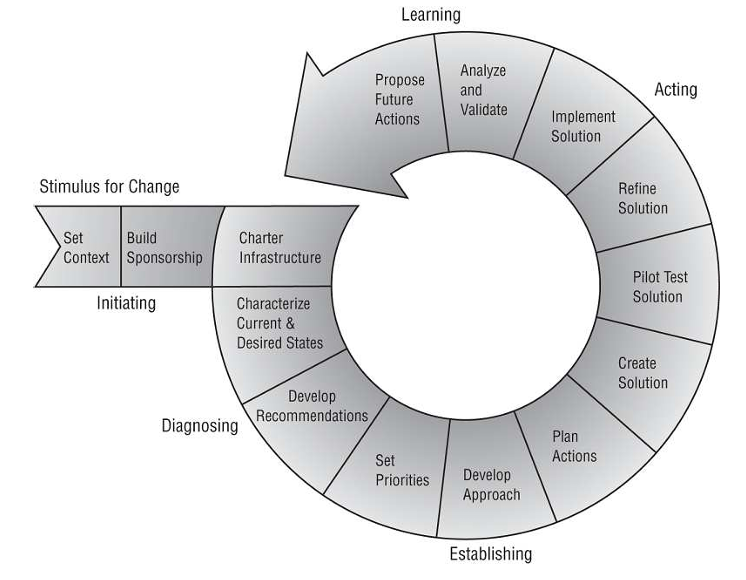 Learning
Propose
Future
Actions
Analyze
and
Validate
Acting
Implement
Solution
Refine
Solution
Stimulus for Change
Set
Context
Build
Sponsorship
Charter
Infrastructure
Initiating
Pilot Test
Solution
Characterize
Current &
Desired States
Create
Solution
Develop
Recommendations
Diagnosing
Plan
Actions
Set
Priorities
Develop
Approach
Establishing